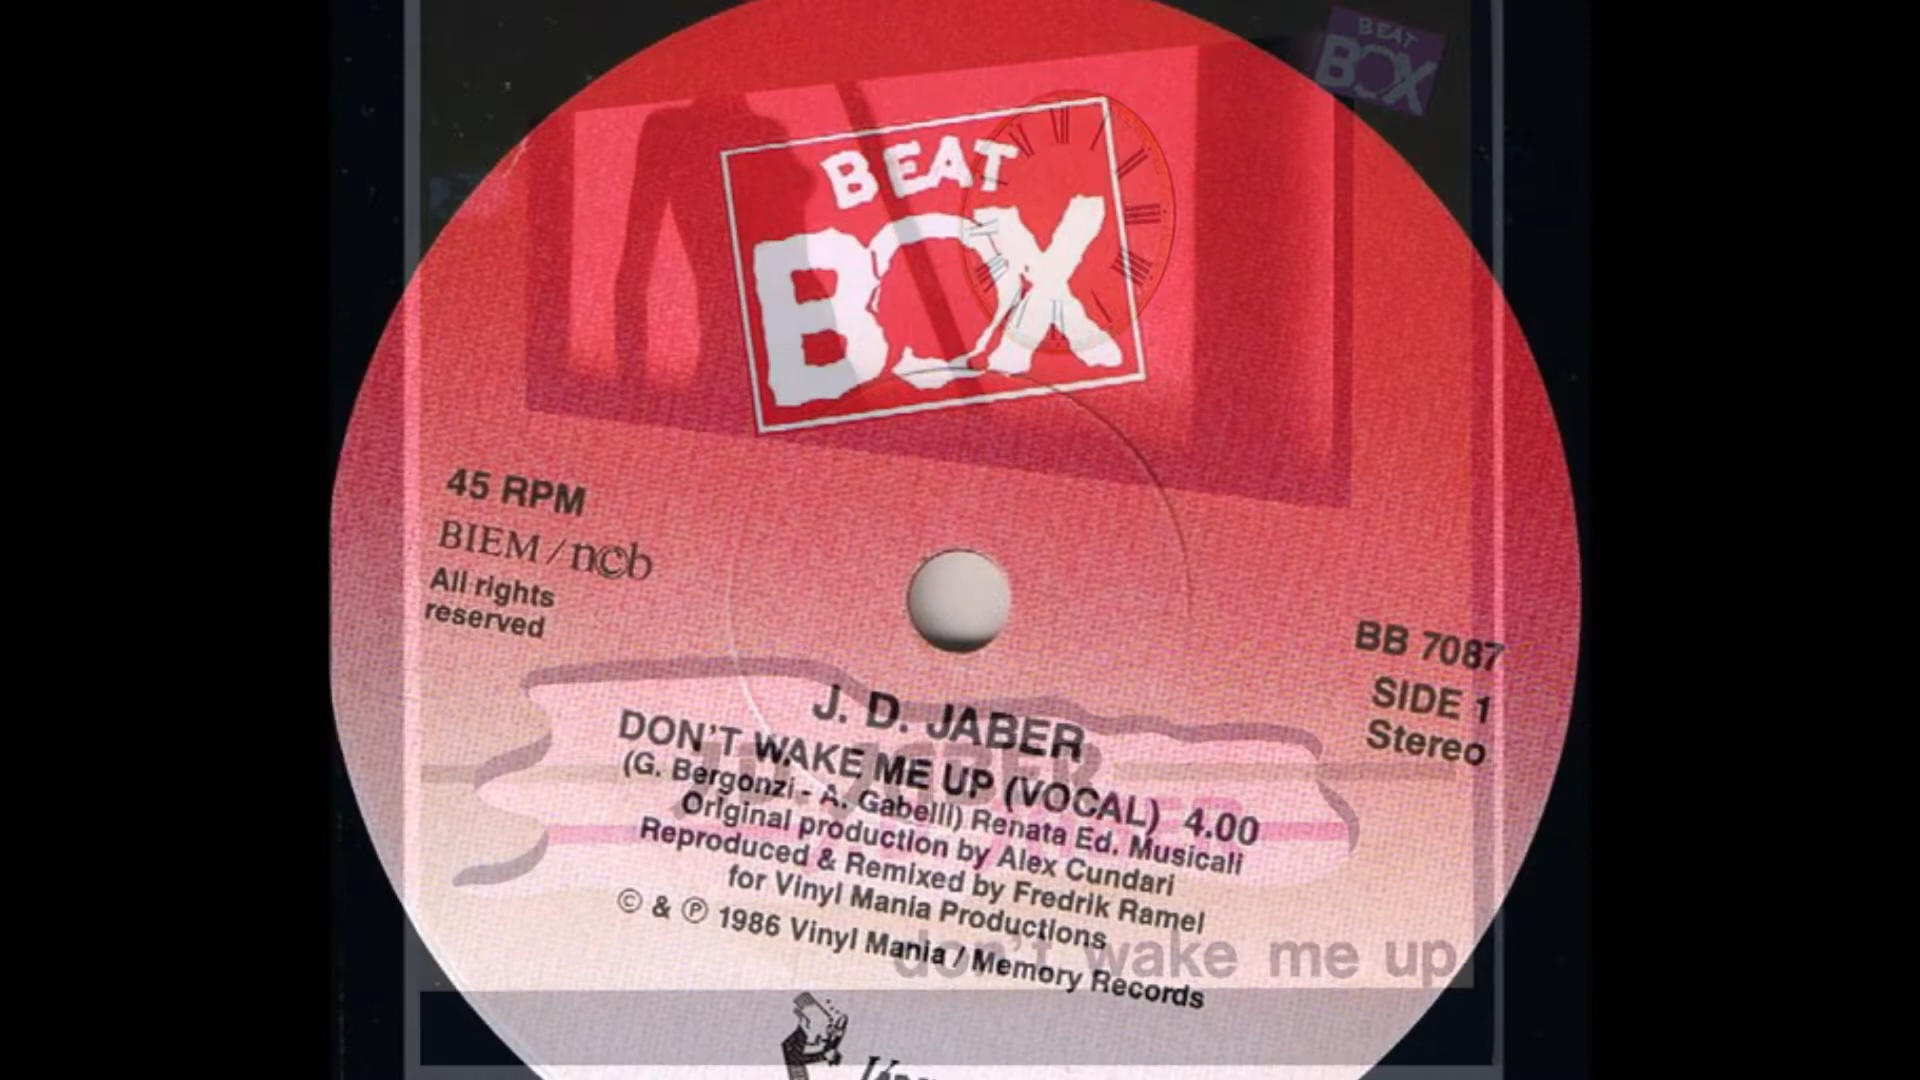 BEAT
BOX
BEAT
BOX
45 RPM
BIEM/n©b
All rights
reserved
BB 7087
SIDE 1
Stereo
J. D. JABER
DON'T WAKE ME UP (VOCAL) 4.00
(G. Bergonzi - A. Gabelli) Renata Ed. Musicali
Original production by Alex Cundari
Reproduced & Remixed by Fredrik Ramel
for Vinyl Mania Productions
© & ℗ 1986 Vinyl Mania / Memory Records
don't wake me up